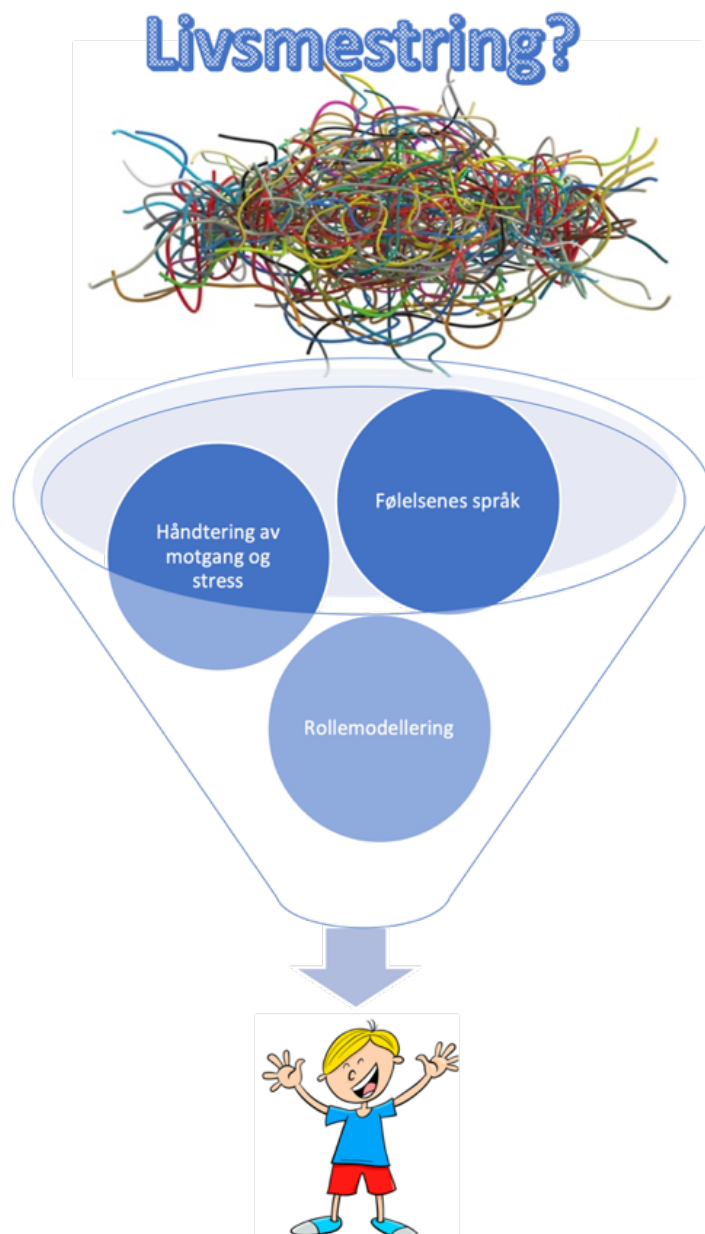 Livsmestring?
Følelsenes språk
Håndtering av
motgang og
stress
Rollemodellering